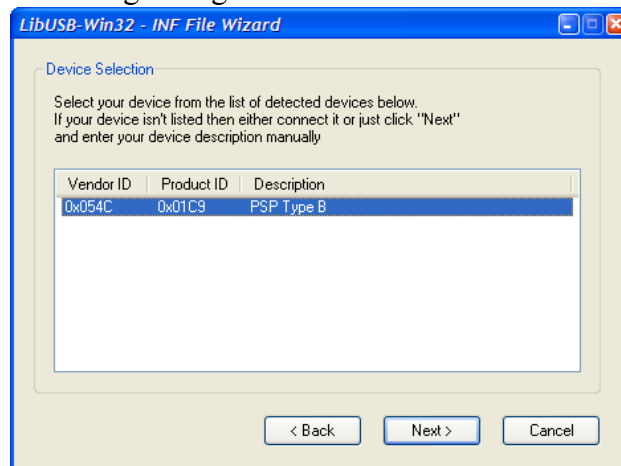 LibUSB-Win32 - INF File Wizard
Device Selection
Select your device from the list of detected devices below.
If your device isn't listed then either connect it or just click "Next"
and enter your device description manually
Vendor ID Product ID Description
0x054C 0x01C9 PSP Type B
< Back Next > Cancel